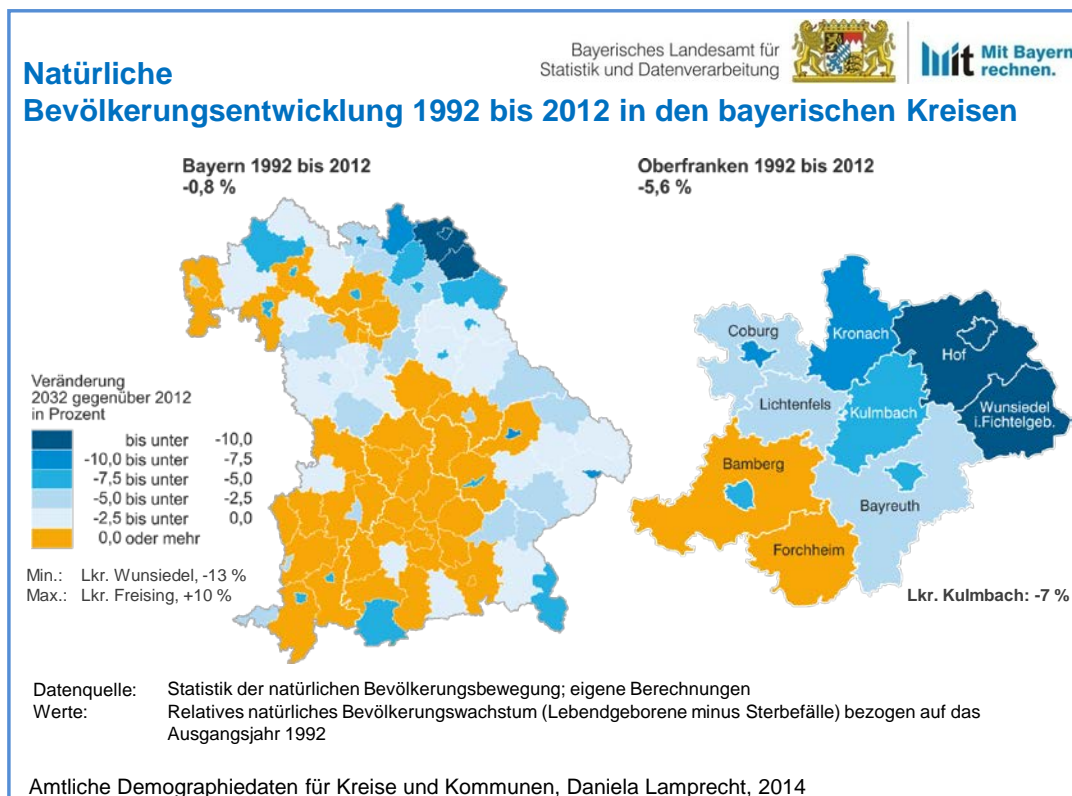 Bayerisches Landesamt für
Statistik und Datenverarbeitung
mit Mit Bayern
rechnen.
Natürliche
Bevölkerungsentwicklung 1992 bis 2012 in den bayerischen Kreisen
Bayern 1992 bis 2012
-0,8 %
Oberfranken 1992 bis 2012
-5,6 %
Coburg
Kronach
Hof
Lichtenfels
Kulmbach
Wunsiedel
i.Fichtelgeb.
Bamberg
Bayreuth
Forchheim
Lkr. Kulmbach: -7 %
Veränderung
2032 gegenüber 2012
in Prozent
bis unter -10,0
-10,0 bis unter -7,5
-7,5 bis unter -5,0
-5,0 bis unter -2,5
-2,5 bis unter 0,0
0,0 oder mehr
Min.: Lkr. Wunsiedel, -13 %
Max.: Lkr. Freising, +10 %
Datenquelle: Statistik der natürlichen Bevölkerungsbewegung; eigene Berechnungen
Werte: Relatives natürliches Bevölkerungswachstum (Lebendgeborene minus Sterbefälle) bezogen auf das
Ausgangsjahr 1992
Amtliche Demographiedaten für Kreise und Kommunen, Daniela Lamprecht, 2014